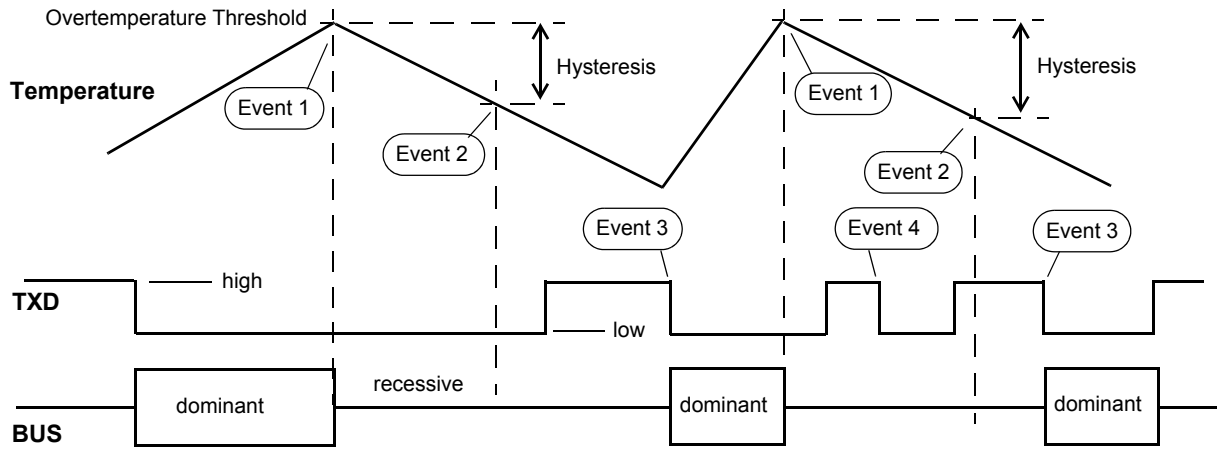 Overtemperature Threshold
Hysteresis
Hysteresis
Temperature
Event 1
Event 1
Event 2
Event 2
Event 3
Event 4
Event 3
high
TXD
low
recessive
dominant
dominant
dominant
BUS